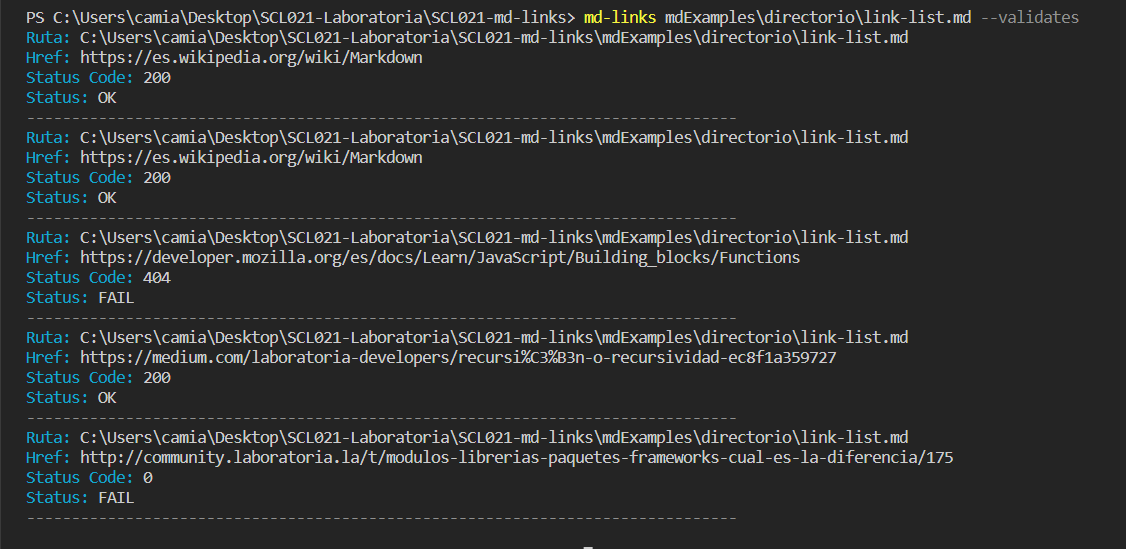 PS C:\Users\camia\Desktop\SCL021-Laboratoria\SCL021-md-links> md-links mdExamples\directorio\link-list.md --validates
Ruta: C:\Users\camia\Desktop\SCL021-Laboratoria\SCL021-md-links\mdExamples\directorio\link-list.md
Href: https://es.wikipedia.org/wiki/Markdown
Status Code: 200
Status: OK
-------------------------------------------------------------------------------
Ruta: C:\Users\camia\Desktop\SCL021-Laboratoria\SCL021-md-links\mdExamples\directorio\link-list.md
Href: https://es.wikipedia.org/wiki/Markdown
Status Code: 200
Status: OK
-------------------------------------------------------------------------------
Ruta: C:\Users\camia\Desktop\SCL021-Laboratoria\SCL021-md-links\mdExamples\directorio\link-list.md
Href: https://developer.mozilla.org/es/docs/Learn/JavaScript/Building_blocks/Functions
Status Code: 404
Status: FAIL
-------------------------------------------------------------------------------
Ruta: C:\Users\camia\Desktop\SCL021-Laboratoria\SCL021-md-links\mdExamples\directorio\link-list.md
Href: https://medium.com/laboratoria-developers/recursi%C3%B3n-o-recursividad-ec8f1a359727
Status Code: 200
Status: OK
-------------------------------------------------------------------------------
Ruta: C:\Users\camia\Desktop\SCL021-Laboratoria\SCL021-md-links\mdExamples\directorio\link-list.md
Href: http://community.laboratoria.la/t/modulos-librerias-paquetes-frameworks-cual-es-la-diferencia/175
Status Code: 0
Status: FAIL
-------------------------------------------------------------------------------